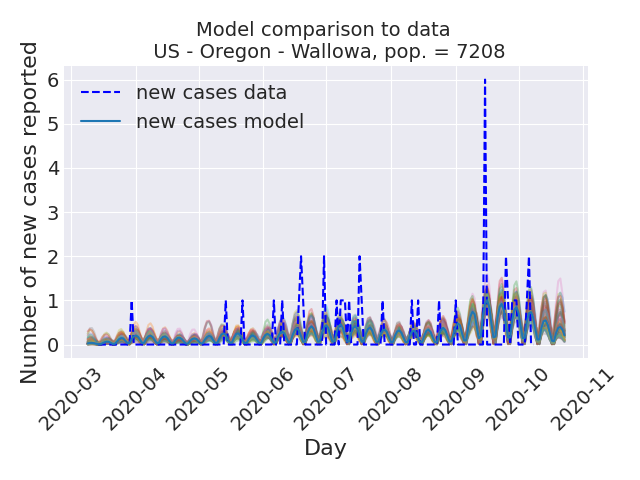 Model comparison to data
US - Oregon - Wallowa, pop. = 7208
Number of new cases reported
6
5
4
3
2
1
0
new cases data
new cases model
2020-03
2020-04
2020-05
2020-06
2020-07
2020-08
2020-09
2020-10
2020-11
Day